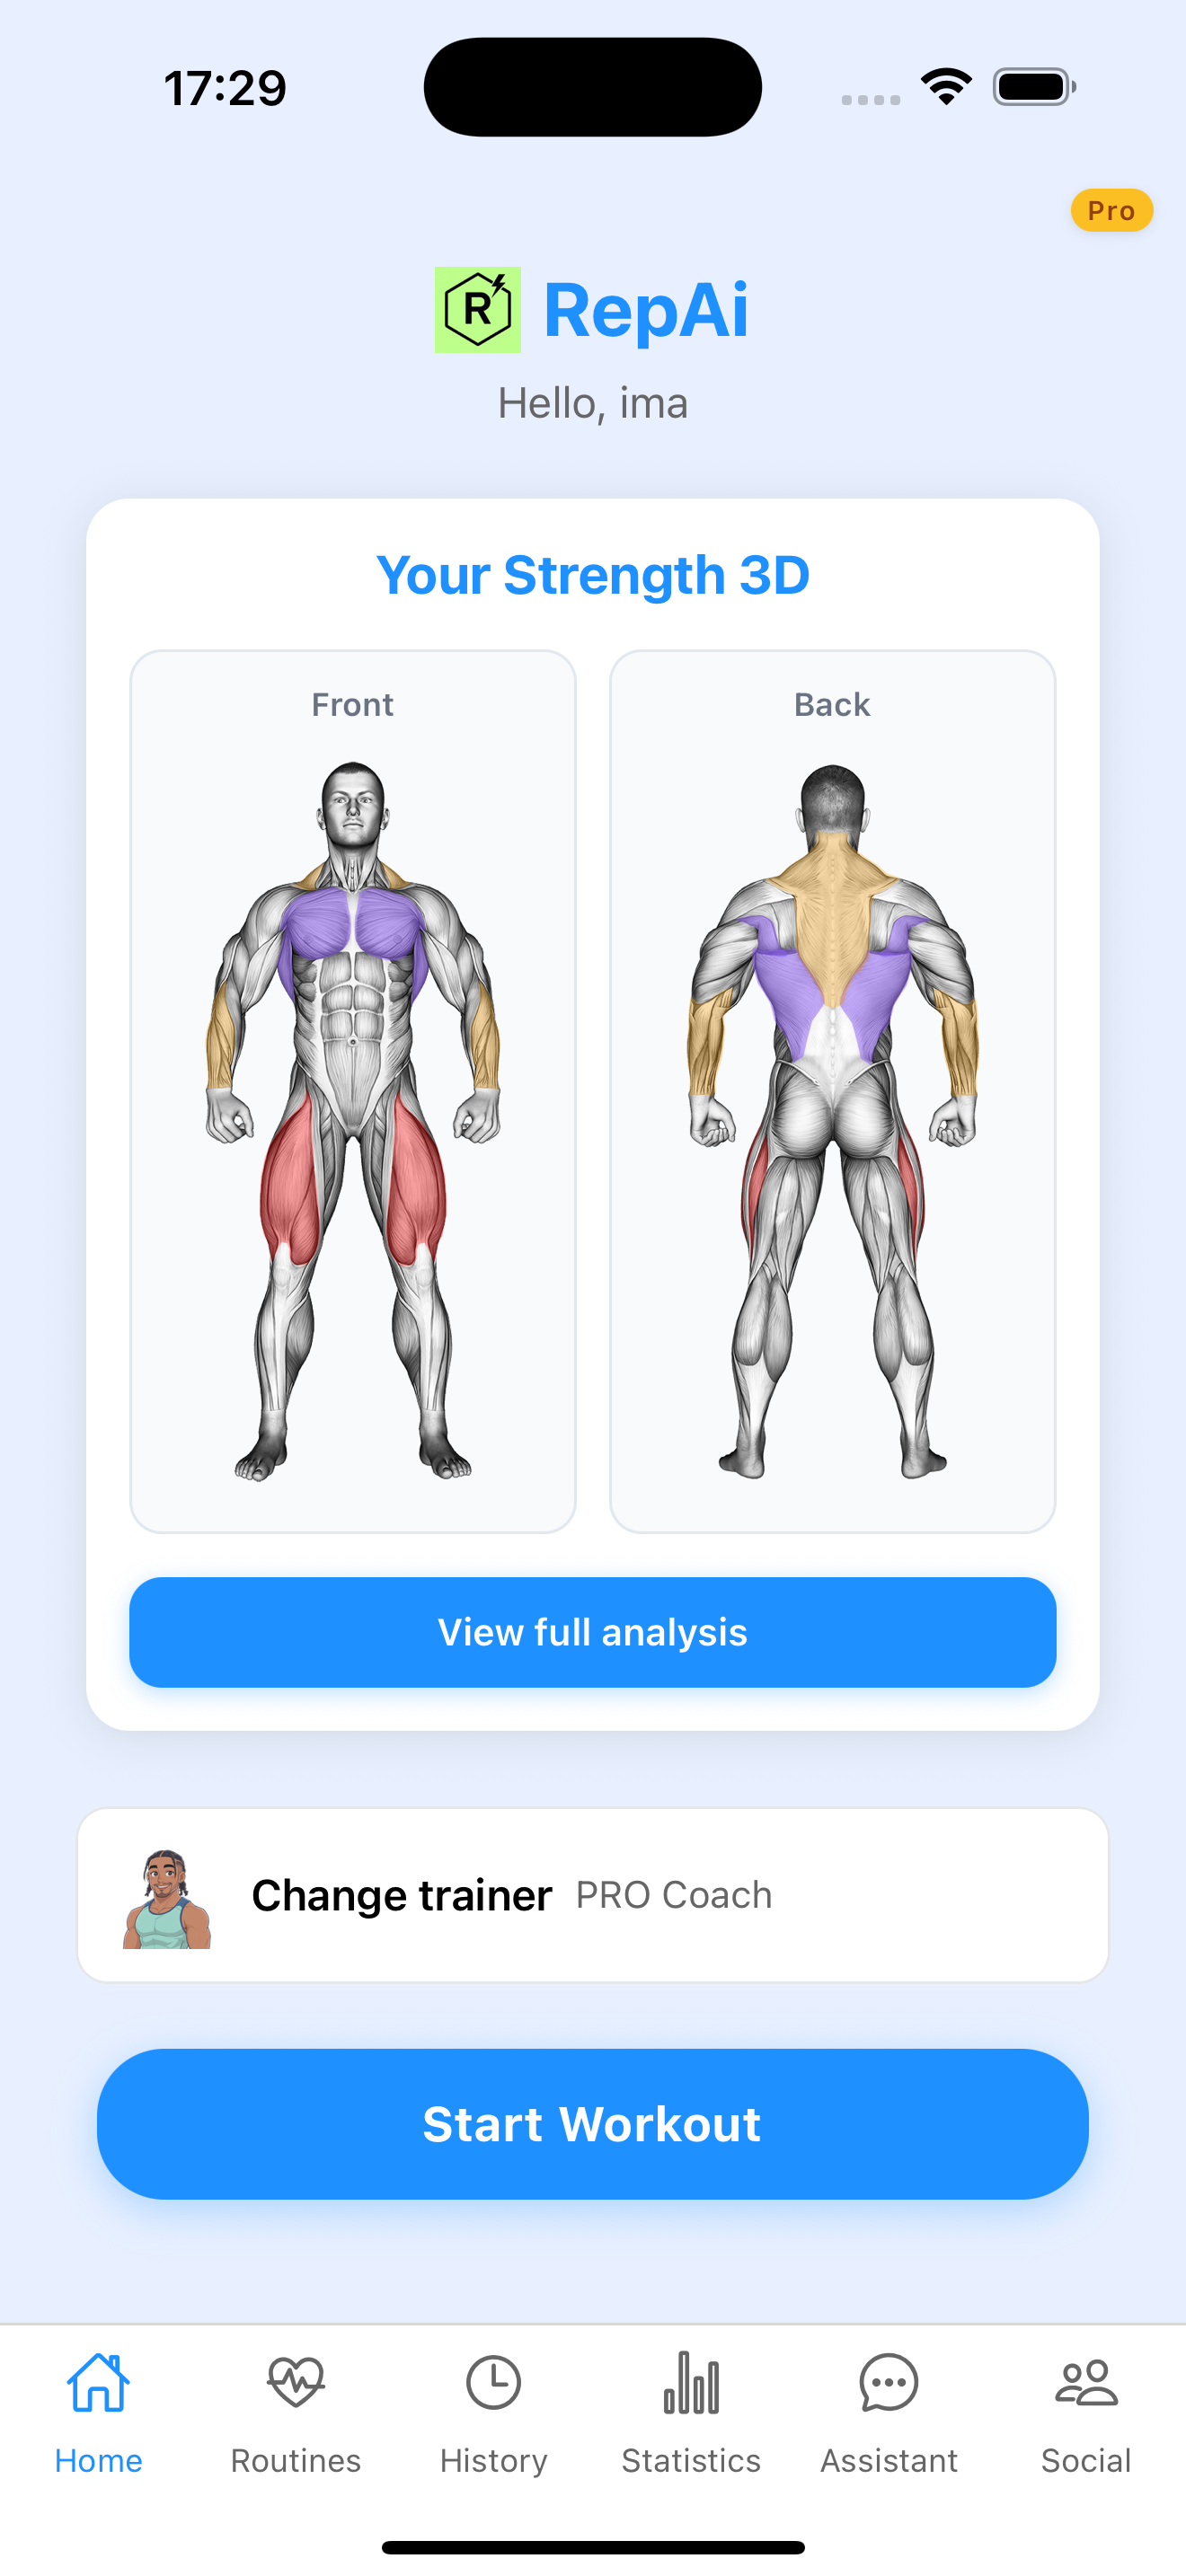 17:29
Pro
R
RepAi
Hello, ima
Your Strength 3D
Front
Back
View full analysis
Change trainer PRO Coach
Start Workout
Home
Routines
History
Statistics
Assistant
Social